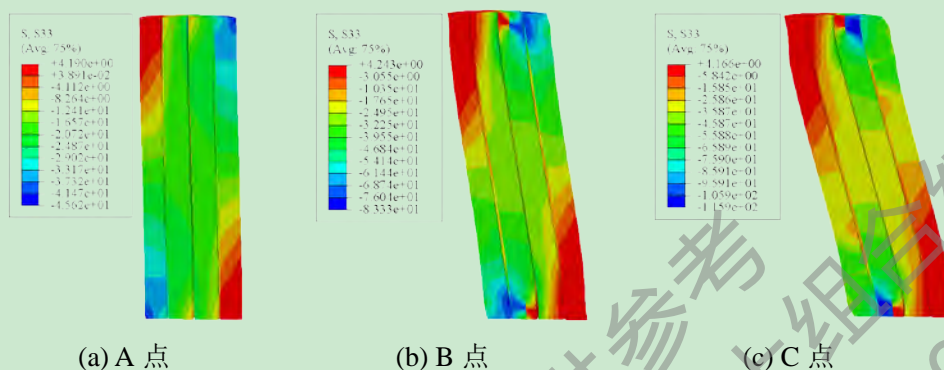 S, S33
(Avg: 75%)
+4.190e+00
+3.891e-02
-4.112e+00
-8.264e+00
-1.241e+01
-1.657e+01
-2.072e+01
-2.487e+01
-2.902e+01
-3.317e+01
-3.732e+01
-4.147e+01
-4.562e+01
S, S33
(Avg: 75%)
+4.243e+00
-3.055e+00
-1.035e+01
-1.765e+01
-2.495e+01
-3.225e+01
-3.955e+01
-4.684e+01
-5.414e+01
-6.144e+01
-6.874e+01
-7.604e+01
-8.333e+01
S, S33
(Avg: 75%)
+4.166e+00
-5.842e+00
-1.585e+01
-2.586e+01
-3.587e+01
-4.587e+01
-5.588e+01
-6.589e+01
-7.590e+01
-8.591e+01
-9.591e+01
-1.059e+02
-1.159e+02
(a) A 点
(b) B 点
(c) C 点
参考
组合